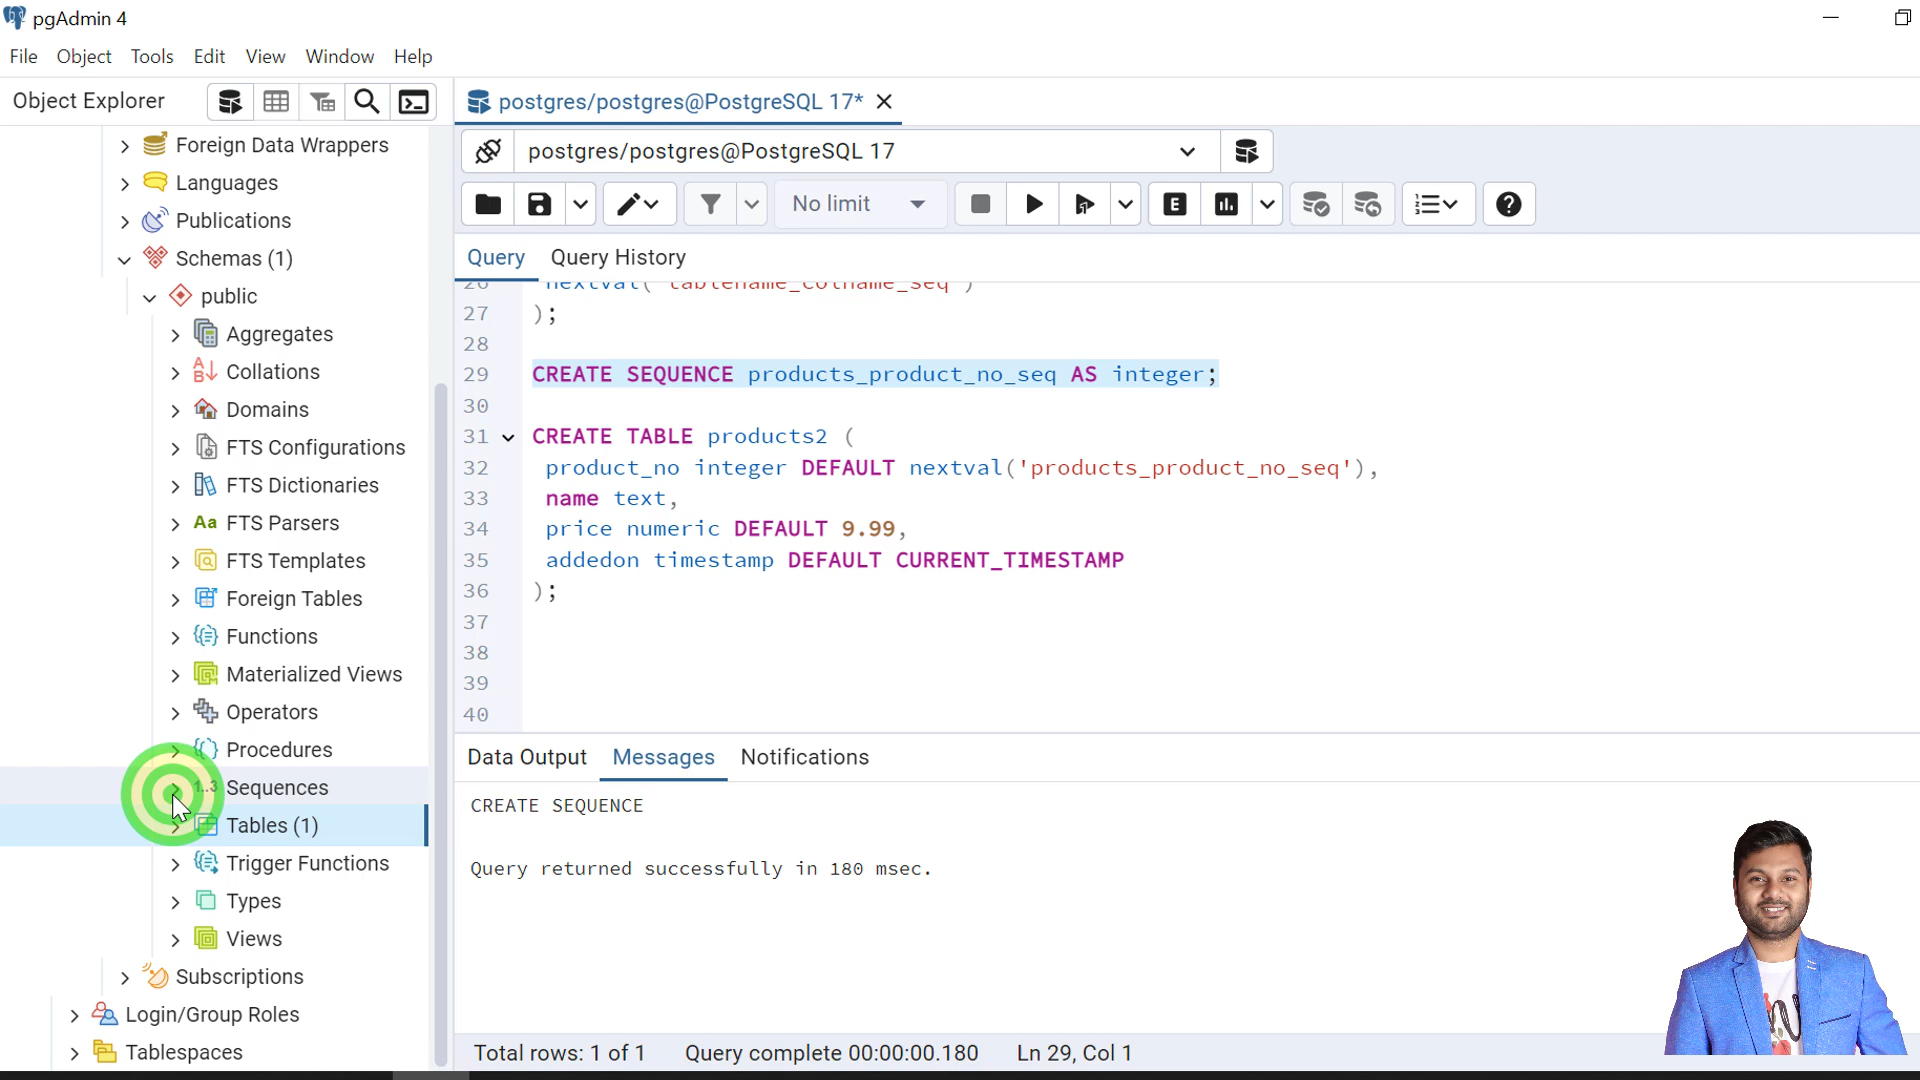 pgAdmin 4
File Object Tools Edit View Window Help
Object Explorer
postgres/postgres@PostgreSQL 17*
Foreign Data Wrappers
Languages
Publications
Schemas (1)
public
Aggregates
Collations
Domains
FTS Configurations
FTS Dictionaries
Aa FTS Parsers
FTS Templates
Foreign Tables
Functions
Materialized Views
Operators
Procedures
1..3 Sequences
Tables (1)
Trigger Functions
Types
Views
Subscriptions
Login/Group Roles
Tablespaces
postgres/postgres@PostgreSQL 17
No limit
E
Query Query History
26 nextval('tablename_colname_seq')
27 );
28
29 CREATE SEQUENCE products_product_no_seq AS integer;
30
31 CREATE TABLE products2 (
32 product_no integer DEFAULT nextval('products_product_no_seq'),
33 name text,
34 price numeric DEFAULT 9.99,
35 addedon timestamp DEFAULT CURRENT_TIMESTAMP
36 );
37
38
39
40
Data Output Messages Notifications
CREATE SEQUENCE
Query returned successfully in 180 msec.
Total rows: 1 of 1 Query complete 00:00:00.180 Ln 29, Col 1